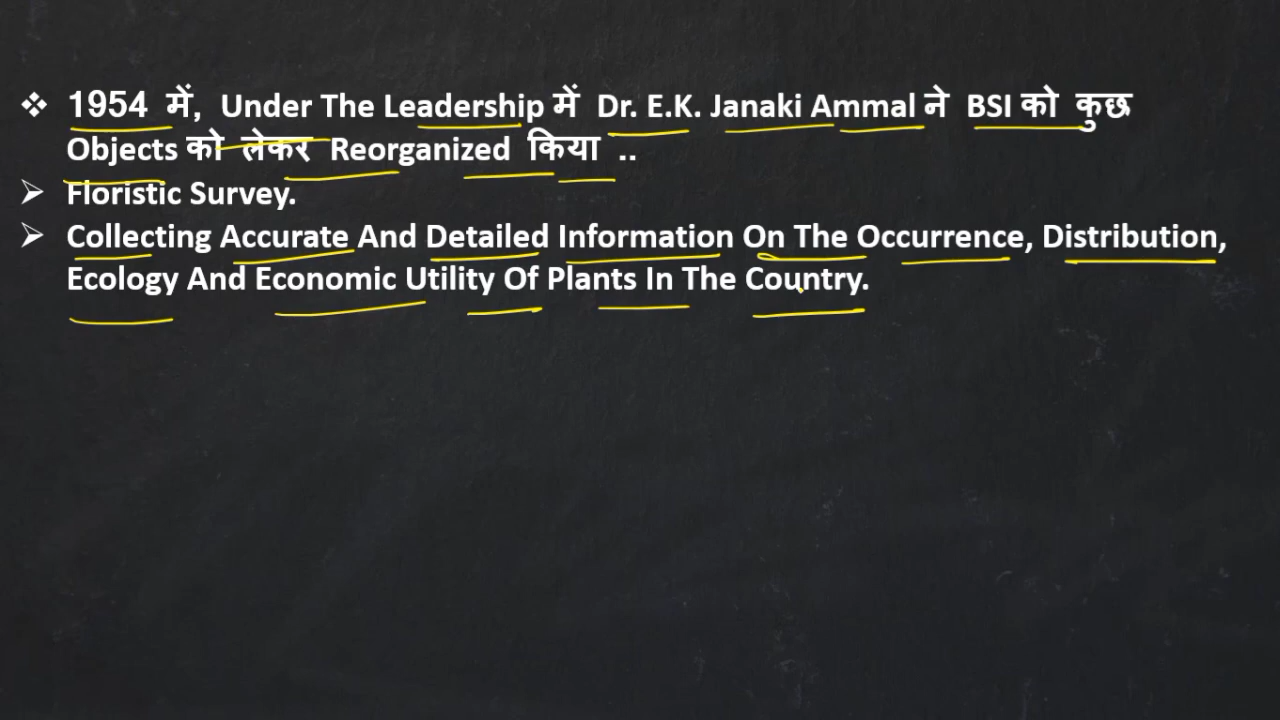 ❖ 1954 में, Under The Leadership में Dr. E.K. Janaki Ammal ने BSI को कुछ
Objects को लेकर Reorganized किया ..
➢ Floristic Survey.
➢ Collecting Accurate And Detailed Information On The Occurrence, Distribution,
Ecology And Economic Utility Of Plants In The Country.